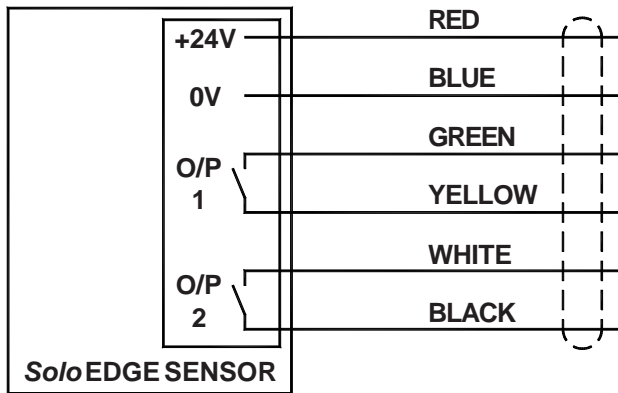 RED
+24V
BLUE
0V
GREEN
O/P
1
YELLOW
WHITE
O/P
2
BLACK
Solo EDGE SENSOR